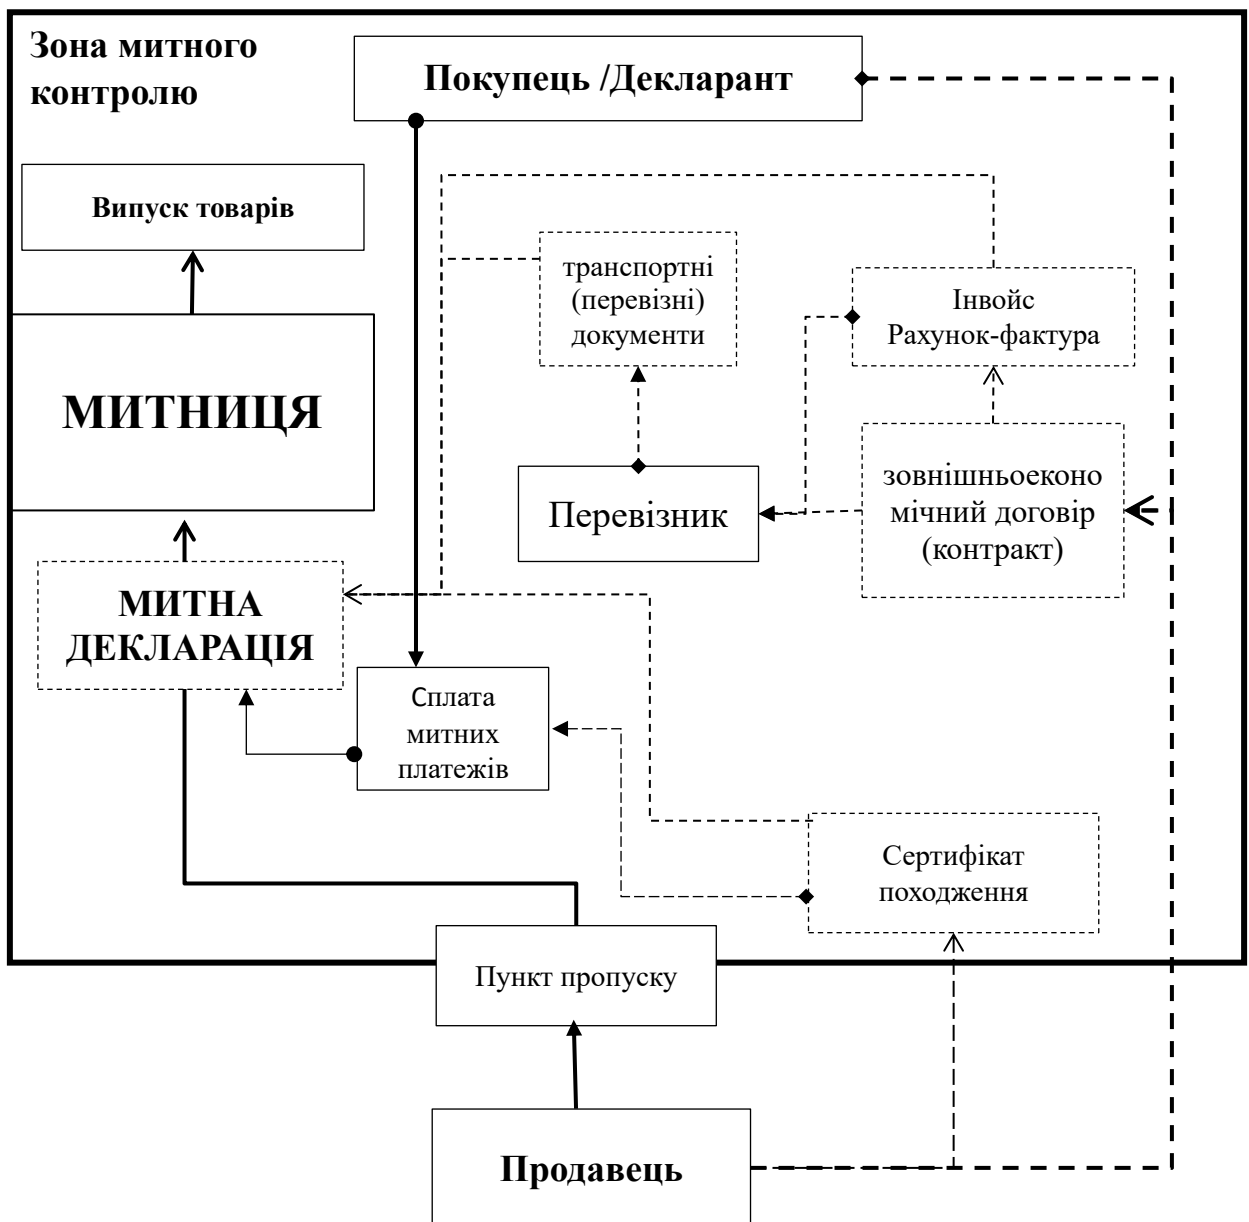 Зона митного
контролю
Покупець /Декларант
Випуск товарів
транспортні
(перевізні)
документи
Інвойс
Рахунок-фактура
МИТНИЦЯ
зовнішньоеконо
мічний договір
(контракт)
Перевізник
МИТНА
ДЕКЛАРАЦІЯ
Сплата
митних
платежів
Сертифікат
походження
Пункт пропуску
Продавець